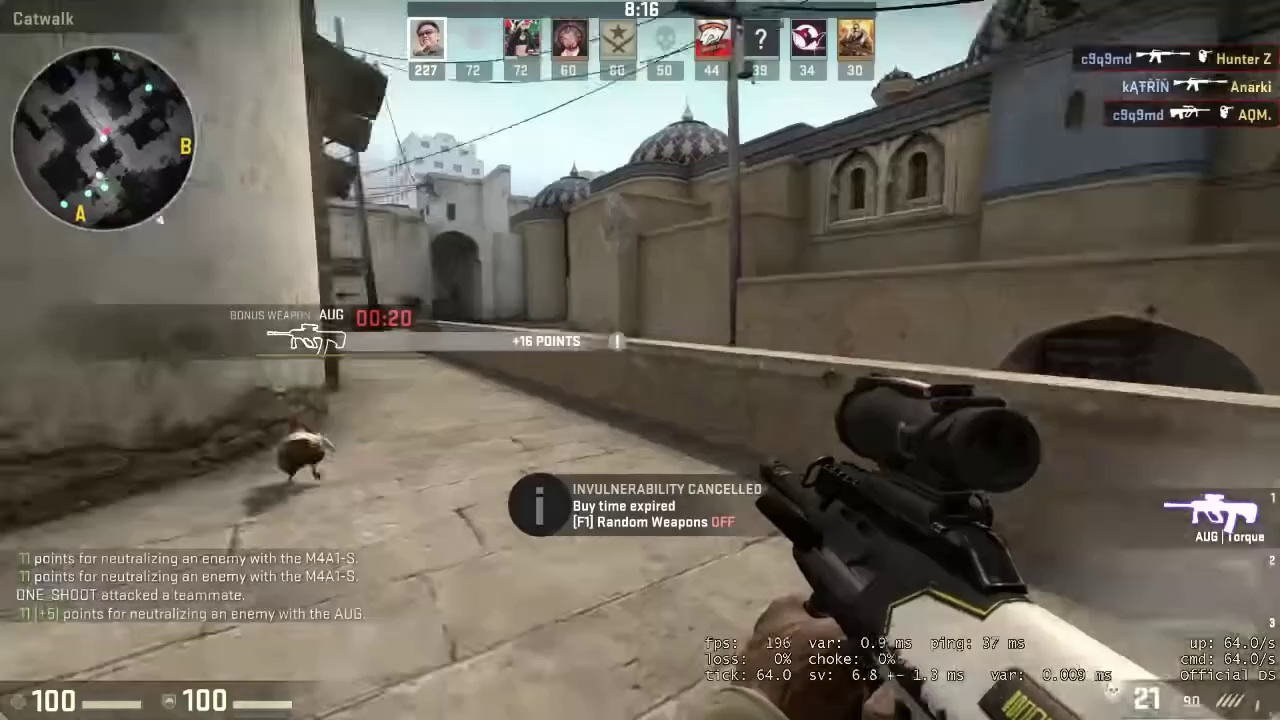 Catwalk
8:16
227 72 72 60 60 50 44 39 34 30
?
c9q9md Hunter Z
kĄŦŘĪÑ Anarki
c9q9md AQM.
B
A
BONUS WEAPON AUG 00:20
+16 POINTS !
INVULNERABILITY CANCELLED
Buy time expired
[F1] Random Weapons OFF
1
AUG | Torque
2
3
11 points for neutralizing an enemy with the M4A1-S.
11 points for neutralizing an enemy with the M4A1-S.
ONE_SHOOT attacked a teammate.
11 [+5] points for neutralizing an enemy with the AUG.
fps: 196 var: 0.9 ms ping: 37 ms
loss: 0% choke: 0%
tick: 64.0 sv: 6.8 +- 1.3 ms var: 0.009 ms
up: 64.0/s
cmd: 64.0/s
Official DS
100 100
21 90